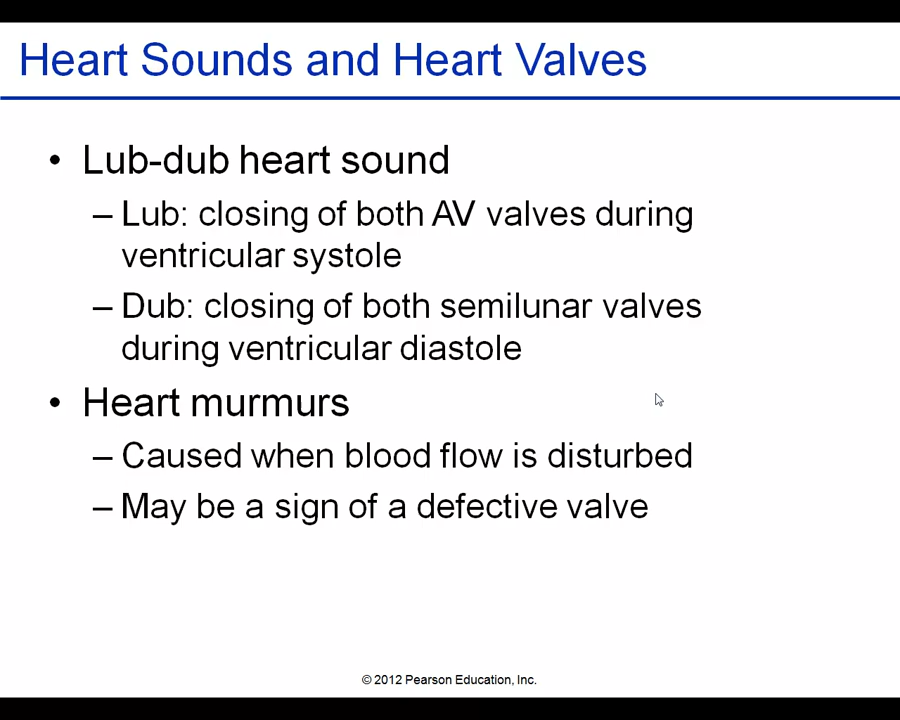 Heart Sounds and Heart Valves
• Lub-dub heart sound
– Lub: closing of both AV valves during
ventricular systole
– Dub: closing of both semilunar valves
during ventricular diastole
• Heart murmurs
– Caused when blood flow is disturbed
– May be a sign of a defective valve
© 2012 Pearson Education, Inc.